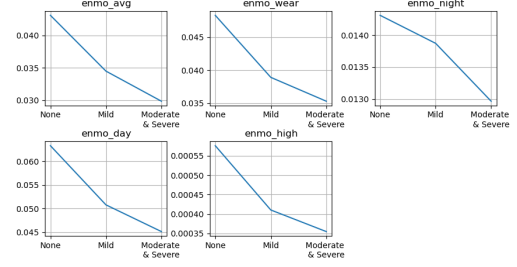 enmo_avg
0.040
0.035
0.030
None Mild Moderate
& Severe
enmo_wear
0.045
0.040
0.035
None Mild Moderate
& Severe
enmo_night
0.0140
0.0135
0.0130
None Mild Moderate
& Severe
enmo_day
0.060
0.055
0.050
0.045
None Mild Moderate
& Severe
enmo_high
0.00055
0.00050
0.00045
0.00040
0.00035
None Mild Moderate
& Severe